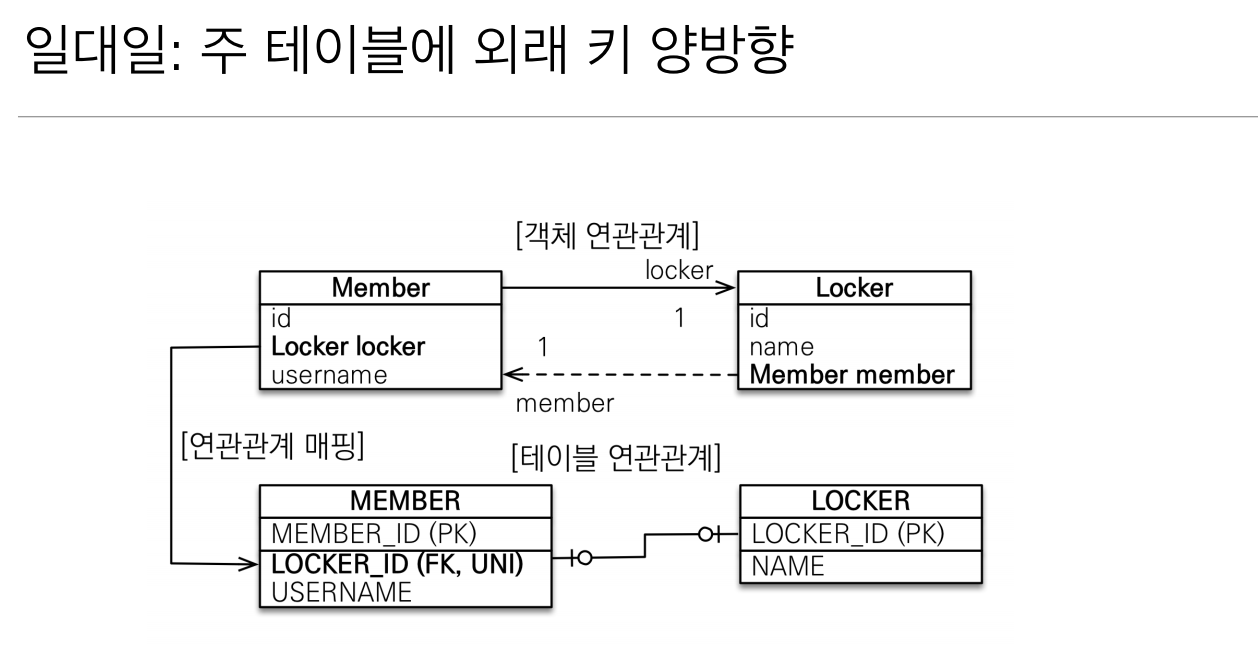 일대일: 주 테이블에 외래 키 양방향
[객체 연관관계]
locker
Member
Locker
id
Locker locker
username
1
1
id
name
Member member
member
[연관관계 매핑]
[테이블 연관관계]
MEMBER
MEMBER_ID (PK)
LOCKER_ID (FK, UNI)
USERNAME
LOCKER
LOCKER_ID (PK)
NAME